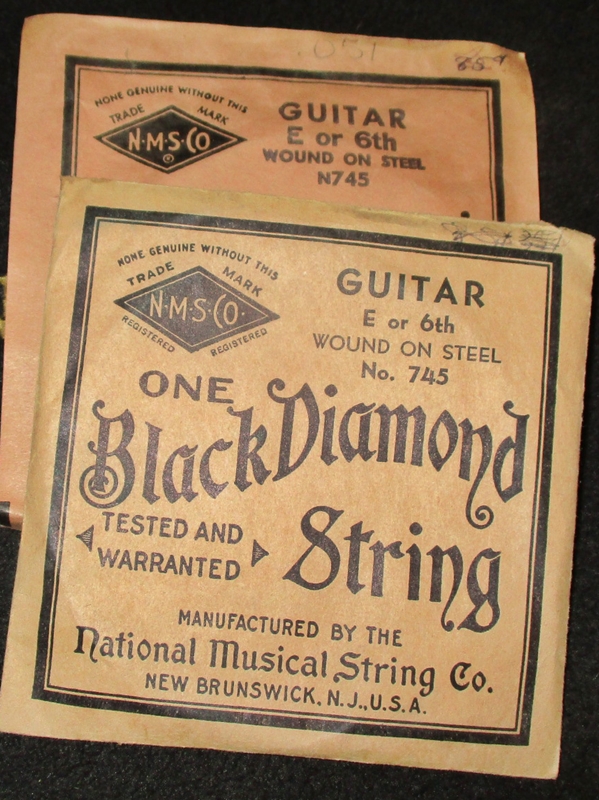 .051
NONE GENUINE WITHOUT THIS
TRADE MARK
N·M·S·CO
GUITAR
E or 6th
WOUND ON STEEL
N745
NONE GENUINE WITHOUT THIS
TRADE MARK
N·M·S·CO.
REGISTERED REGISTERED
GUITAR
E or 6th
WOUND ON STEEL
No. 745
ONE
Black Diamond
TESTED AND
WARRANTED
String
MANUFACTURED BY THE
National Musical String Co.
NEW BRUNSWICK, N.J., U.S.A.